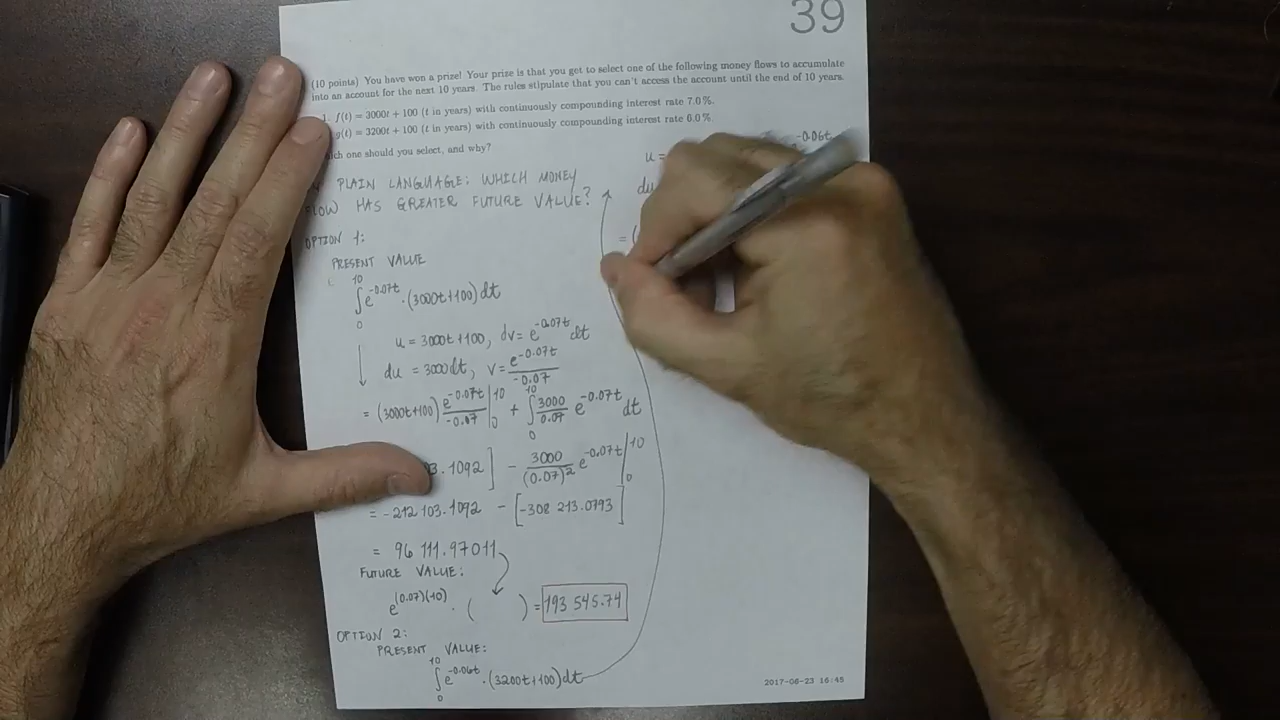 39
(10 points) You have won a prize! Your prize is that you get to select one of the following money flows to accumulate
into an account for the next 10 years. The rules stipulate that you can't access the account until the end of 10 years.
1. f(t) = 3000t + 100 (t in years) with continuously compounding interest rate 7.0%.
g(t) = 3200t + 100 (t in years) with continuously compounding interest rate 6.0%.
one should you select, and why?
PLAIN LANGUAGE: WHICH MONEY
FLOW HAS GREATER FUTURE VALUE?
OPTION 1:
PRESENT VALUE
∫₀¹⁰ e^(-0.07t) · (3000t+100) dt
u = 3000t+100, dv = e^(-0.07t) dt
du = 3000dt, v = e^(-0.07t)/-0.07
= (3000t+100) e^(-0.07t)/-0.07 |₀¹⁰ + ∫₀¹⁰ 3000/0.07 e^(-0.07t) dt
3.1092] - 3000/(0.07)² e^(-0.07t) |₀¹⁰
= -212 103.1092 - [-308 213.0793]
= 96 111.97011
FUTURE VALUE:
e^((0.07)(10)) · ( ) = 193 545.74
OPTION 2:
PRESENT VALUE:
∫₀¹⁰ e^(-0.06t) · (3200t+100) dt
u =
-0.06t
du
= (
2017-06-23 16:45